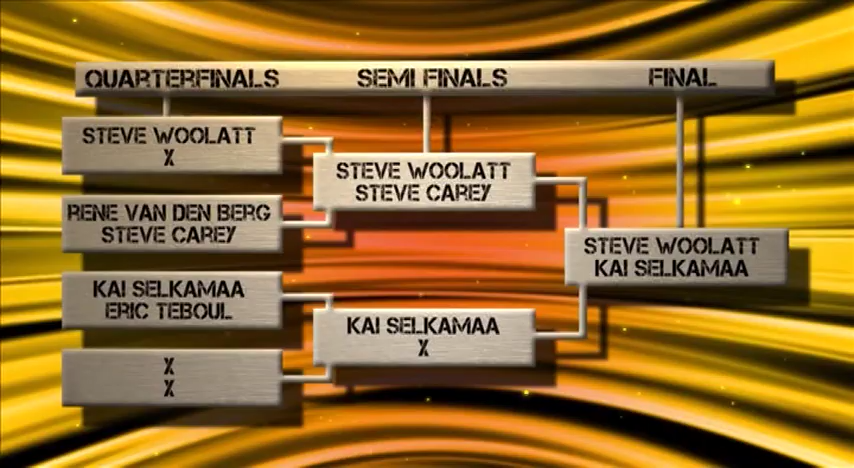 QUARTERFINALS
SEMI FINALS
FINAL
STEVE WOOLATT
X
RENE VAN DEN BERG
STEVE CAREY
KAI SELKAMAA
ERIC TEBOUL
X
X
STEVE WOOLATT
STEVE CAREY
KAI SELKAMAA
X
STEVE WOOLATT
KAI SELKAMAA